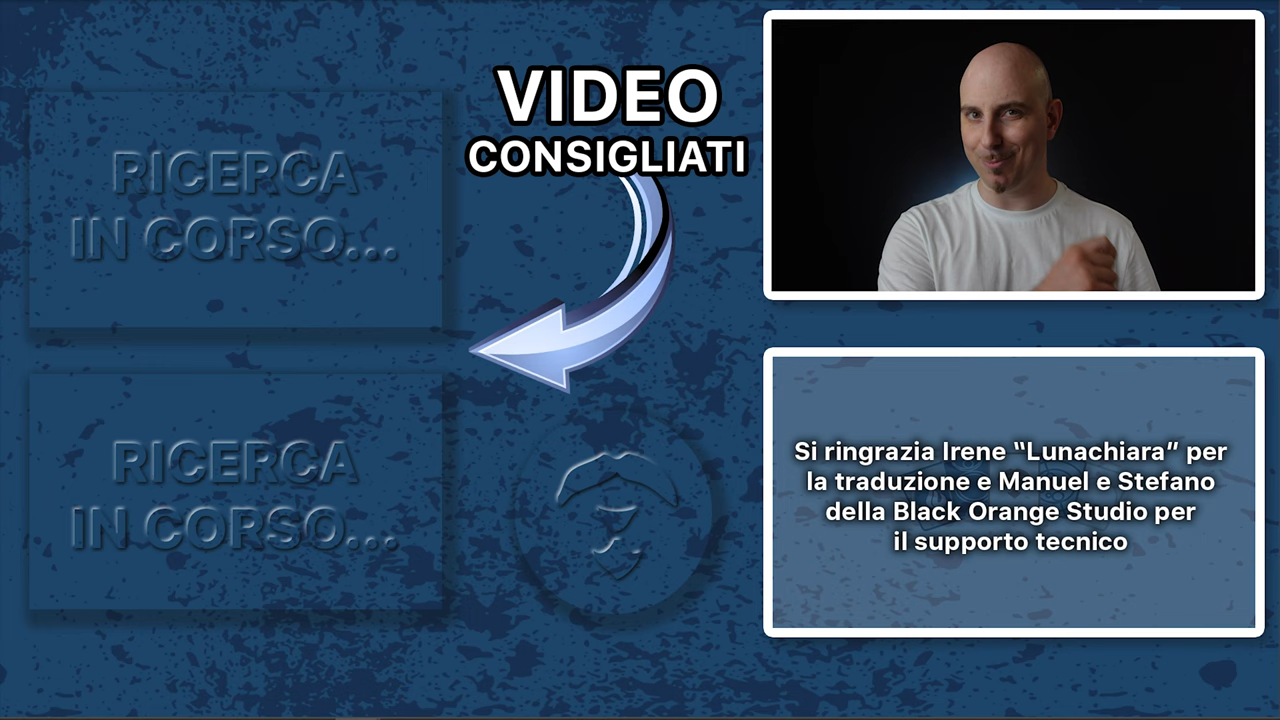 VIDEO
CONSIGLIATI
RICERCA
IN CORSO...
RICERCA
IN CORSO...
Si ringrazia Irene “Lunachiara” per
la traduzione e Manuel e Stefano
della Black Orange Studio per
il supporto tecnico